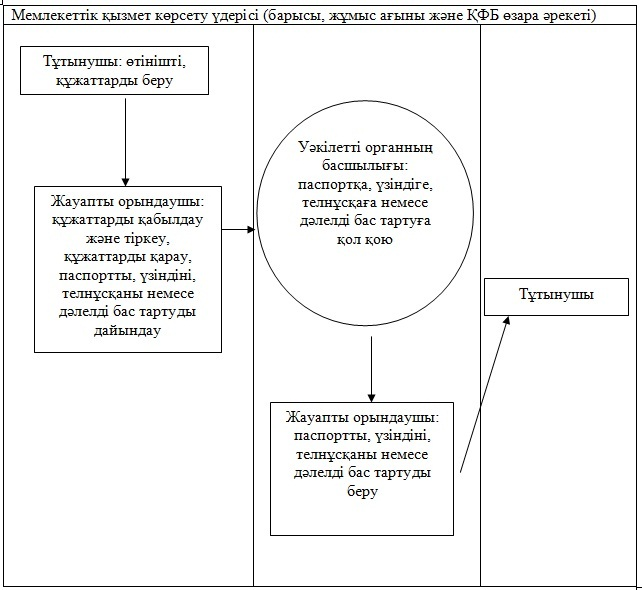 Мемлекеттік қызмет көрсету үдерісі (барысы, жұмыс ағыны және ҚФБ өзара әрекеті)
Тұтынушы: өтінішті,
құжаттарды беру
Жауапты орындаушы:
құжаттарды қабылдау
және тіркеу,
құжаттарды қарау,
паспортты, үзіндіні,
телнұсқаны немесе
дәлелді бас тартуды
дайындау
Уәкілетті органның
басшылығы:
паспортқа, үзіндіге,
телнұсқаға немесе
дәлелді бас тартуға
қол қою
Жауапты орындаушы:
паспортты, үзіндіні,
телнұсқаны немесе
дәлелді бас тартуды
беру
Тұтынушы